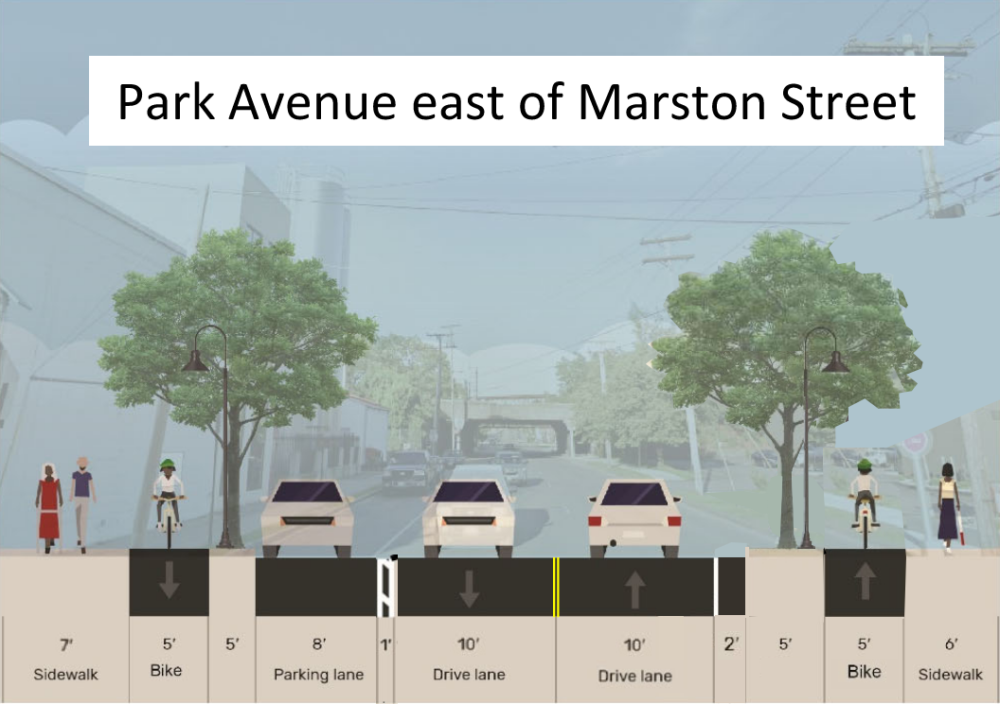 Park Avenue east of Marston Street
7' 5' 5' 8' 1' 10' 10' 2' 5' 5' 6'
Sidewalk Bike Parking lane Drive lane Drive lane Bike Sidewalk